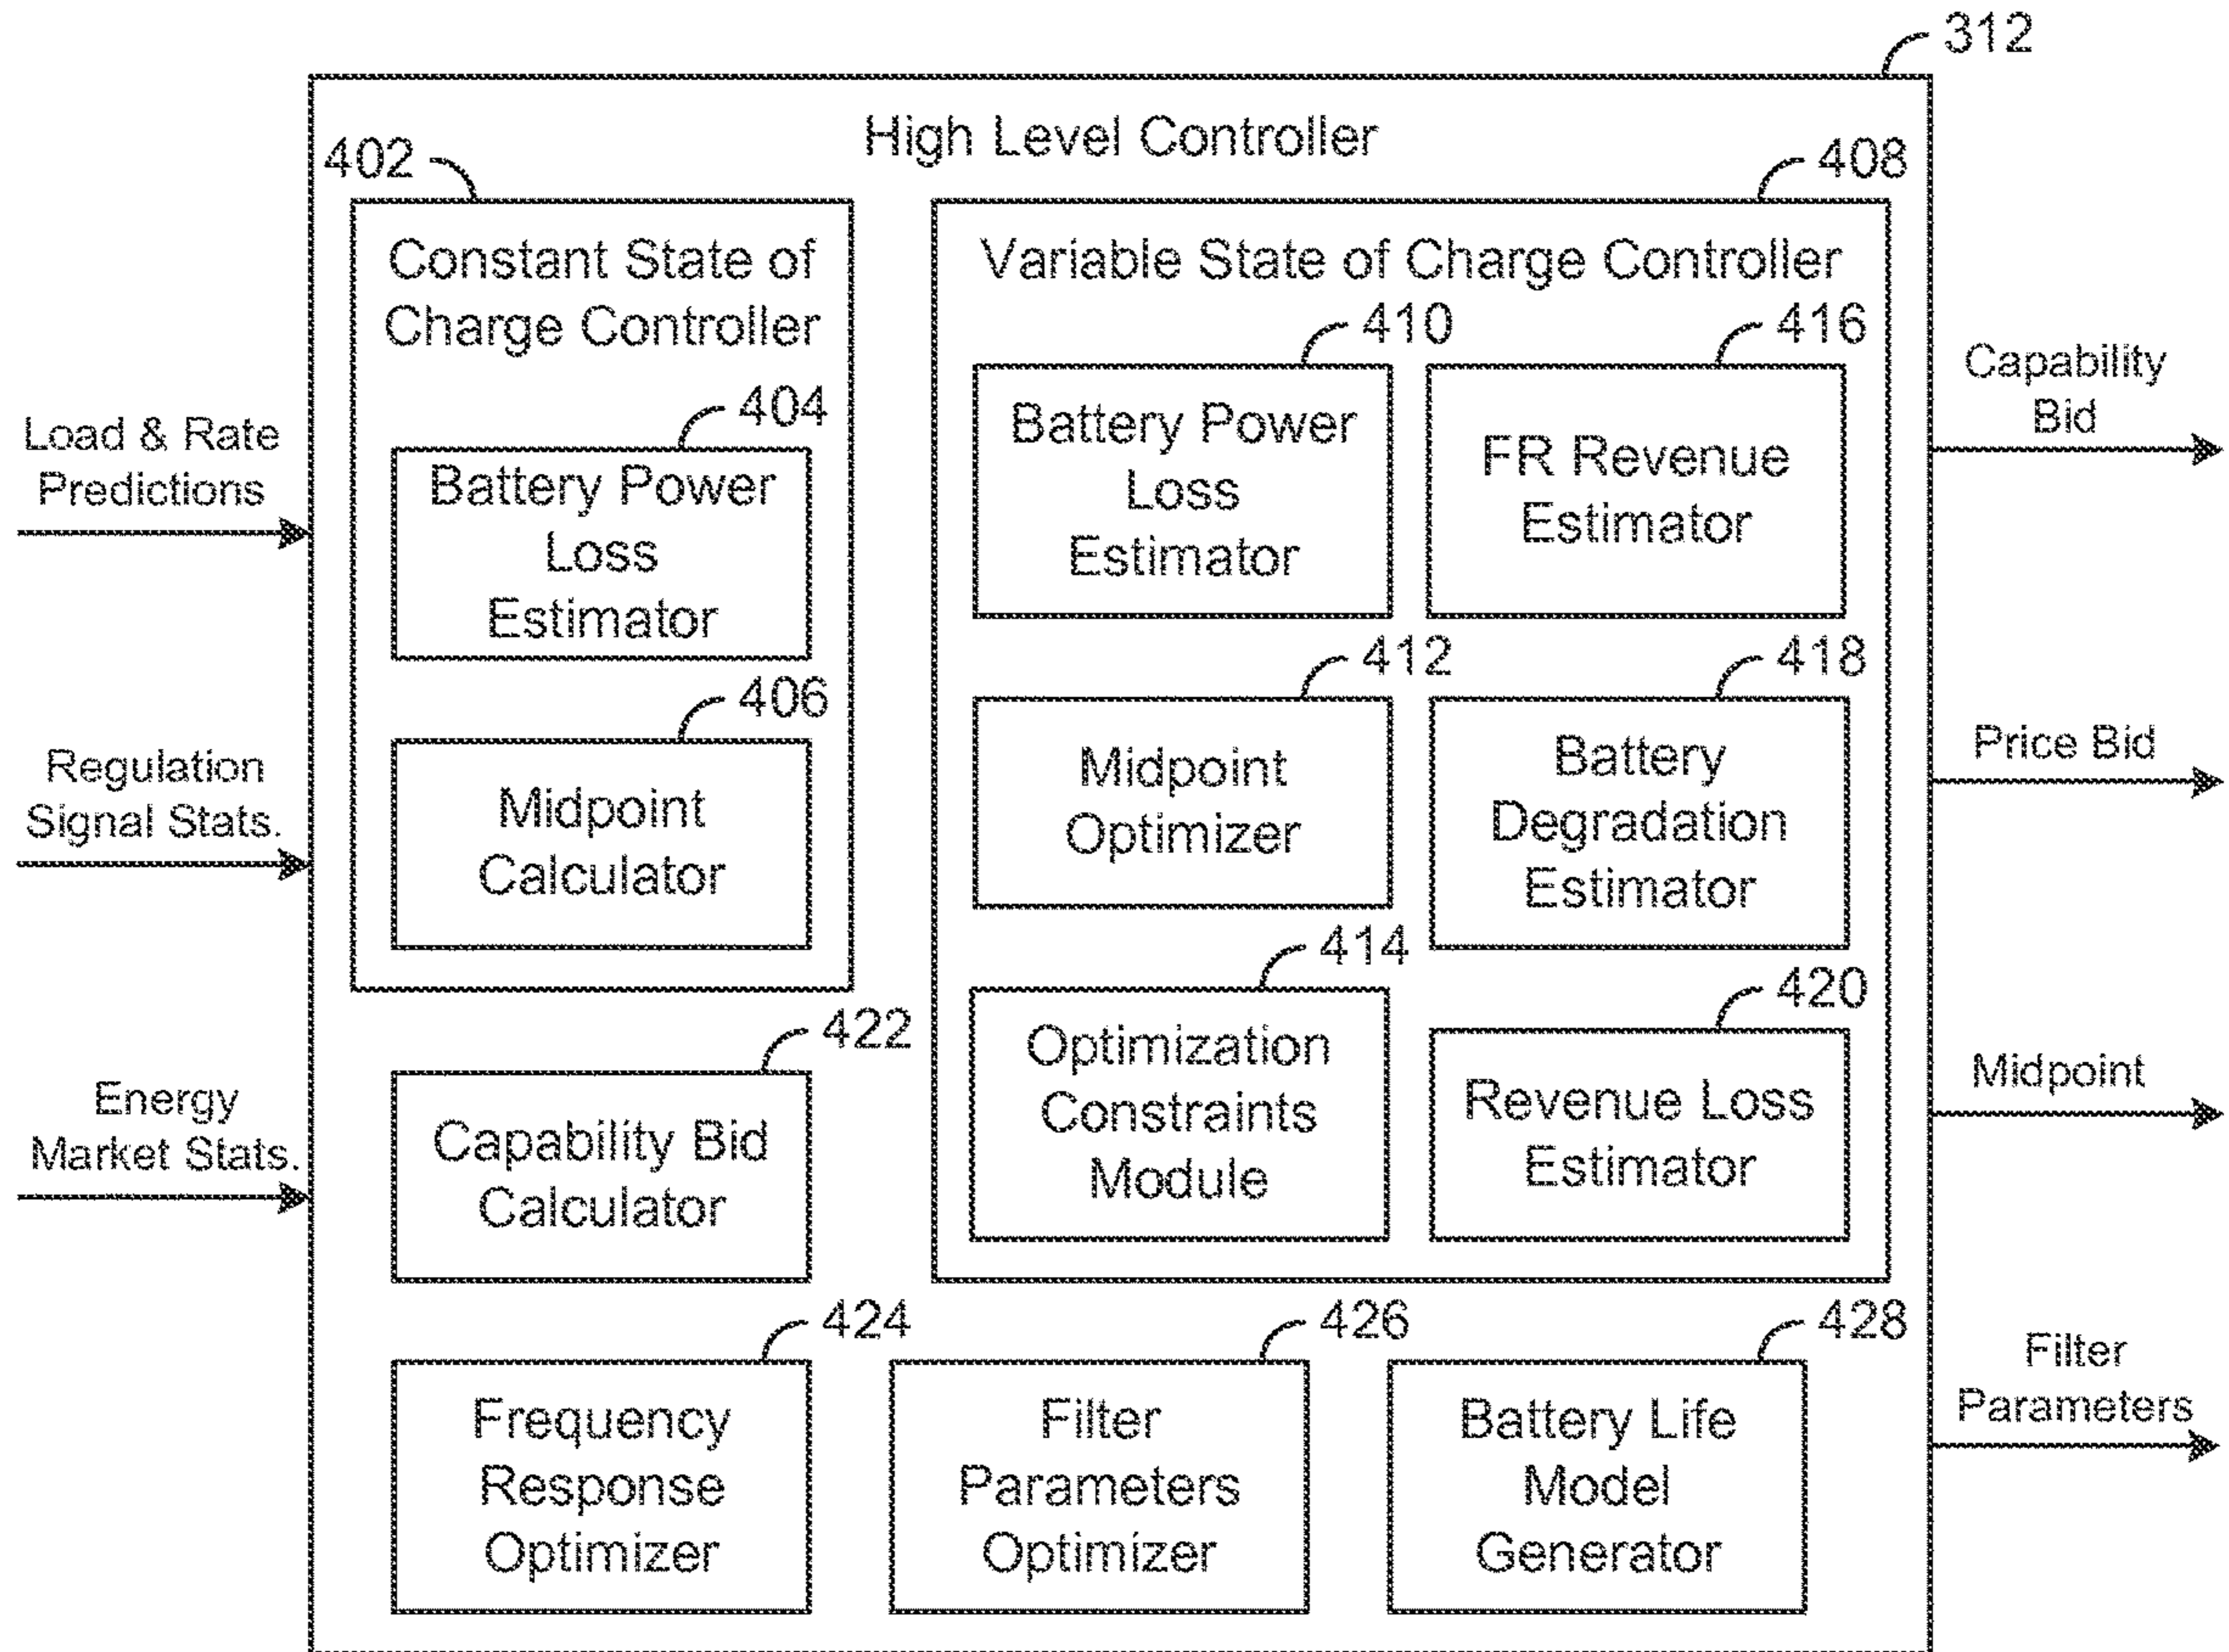 312
High Level Controller
402
Constant State of
Charge Controller
404
Battery Power
Loss
Estimator
406
Midpoint
Calculator
408
Variable State of Charge Controller
410
Battery Power
Loss
Estimator
416
FR Revenue
Estimator
412
Midpoint
Optimizer
418
Battery
Degradation
Estimator
414
Optimization
Constraints
Module
420
Revenue Loss
Estimator
422
Capability Bid
Calculator
424
Frequency
Response
Optimizer
426
Filter
Parameters
Optimizer
428
Battery Life
Model
Generator
Load & Rate
Predictions
Regulation
Signal Stats.
Energy
Market Stats.
Capability
Bid
Price Bid
Midpoint
Filter
Parameters